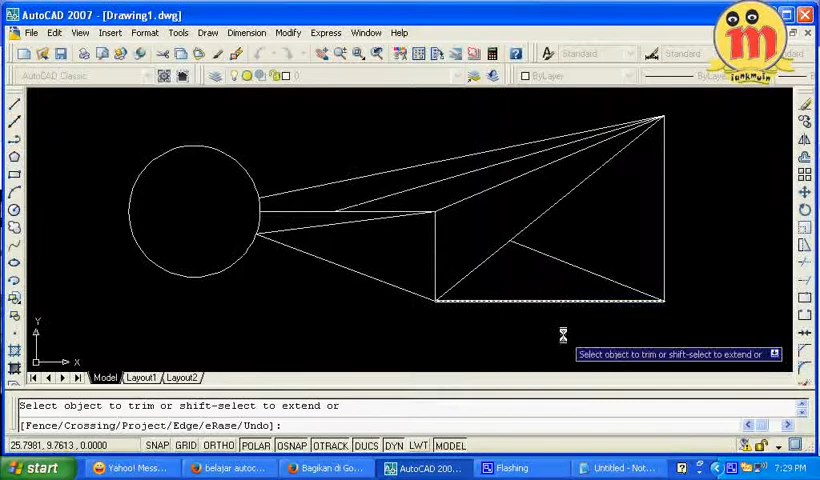 AutoCAD 2007 - [Drawing1.dwg]
File Edit View Insert Format Tools Draw Dimension Modify Express Window Help
Standard Standard
AutoCAD Classic 0 ByLayer
m
Y
X
Select object to trim or shift-select to extend or
Model Layout1 Layout2
Select object to trim or shift-select to extend or
[Fence/Crossing/Project/Edge/eRase/Undo]:
25.7981, 9.7613, 0.0000 SNAP GRID ORTHO POLAR OSNAP OTRACK DUCS DYN LWT MODEL
start Yahoo! Mess... belajar autoc... Bagikan di Go... AutoCAD 200... Flashing Untitled - Not... 7:29 PM